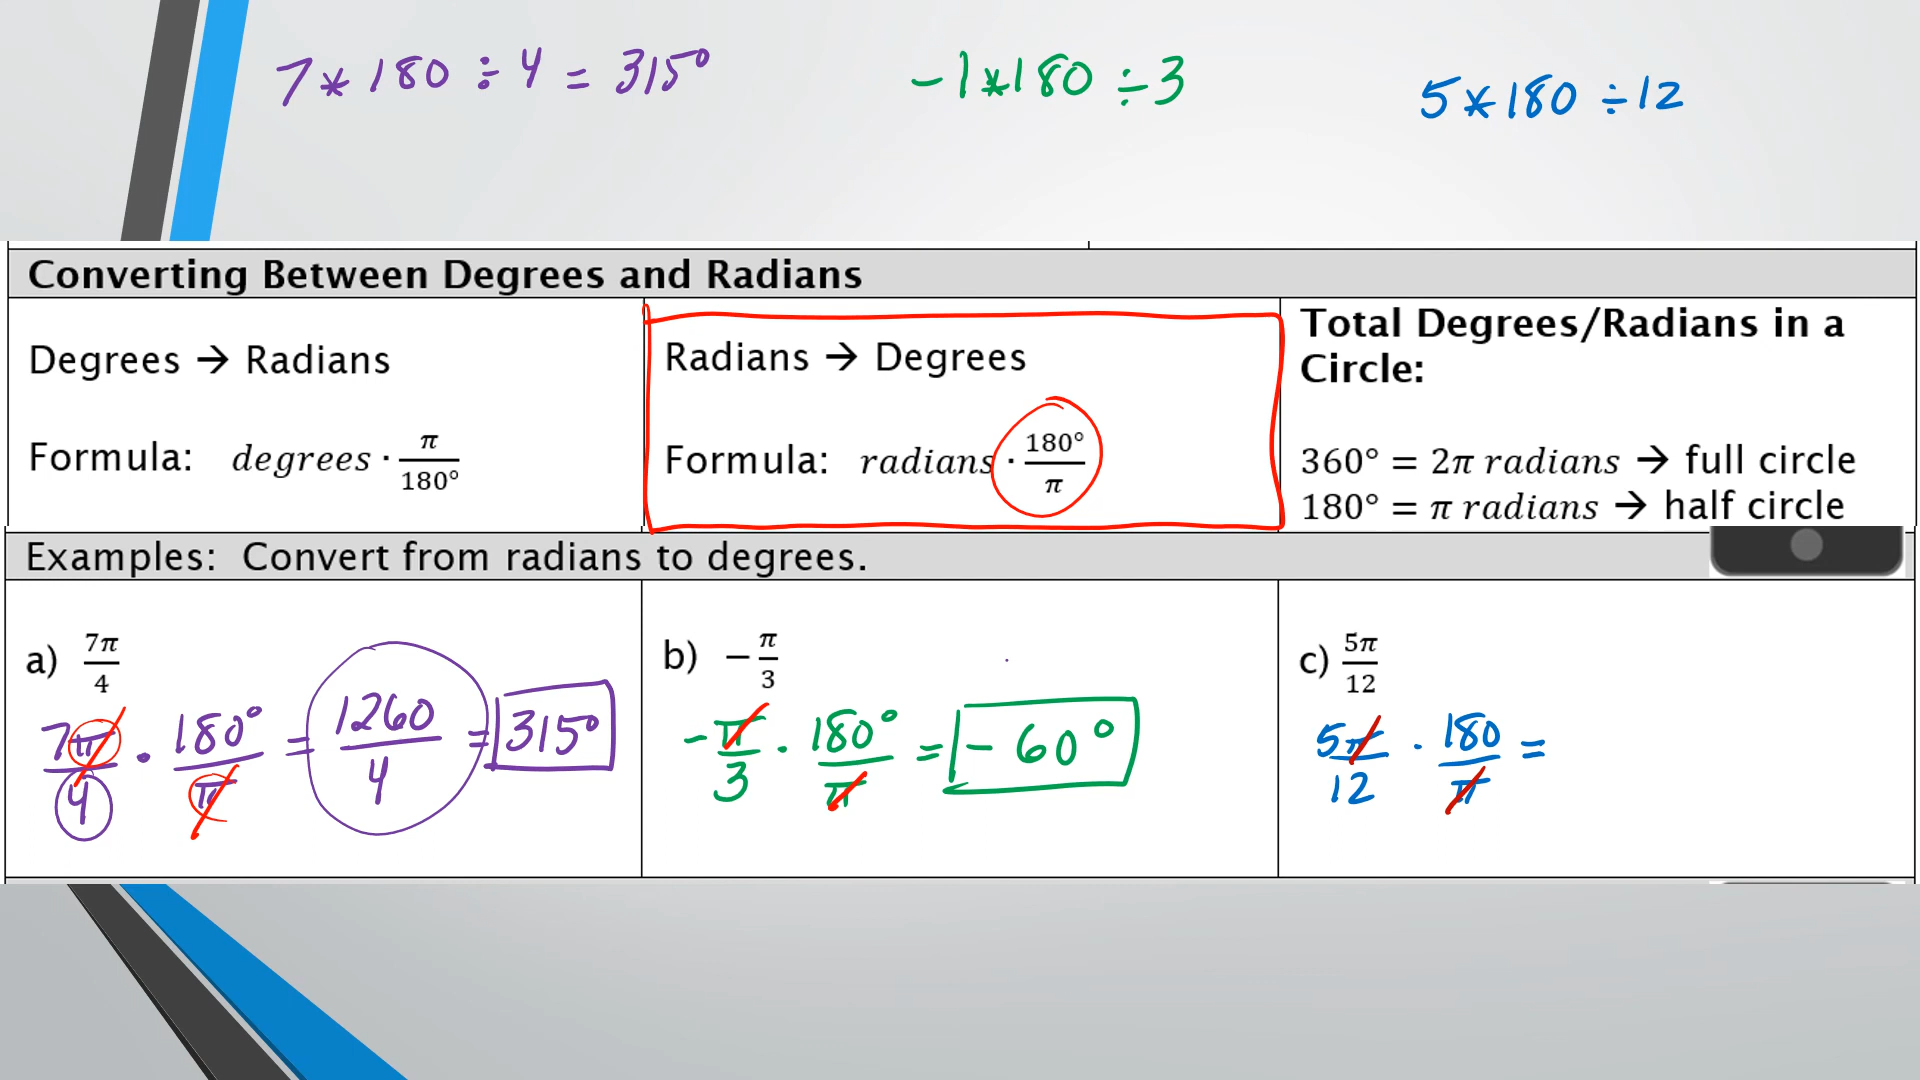 7 * 180 ÷ 4 = 315°
-1 * 180 ÷ 3
5 * 180 ÷ 12
Converting Between Degrees and Radians
Degrees → Radians
Formula: degrees · π/180°
Radians → Degrees
Formula: radians · 180°/π
Total Degrees/Radians in a
Circle:
360° = 2π radians → full circle
180° = π radians → half circle
Examples: Convert from radians to degrees.
a) 7π/4
7π/4 · 180°/π = 1260/4 = 315°
b) −π/3
-π/3 · 180°/π = -60°
c) 5π/12
5π/12 · 180/π =